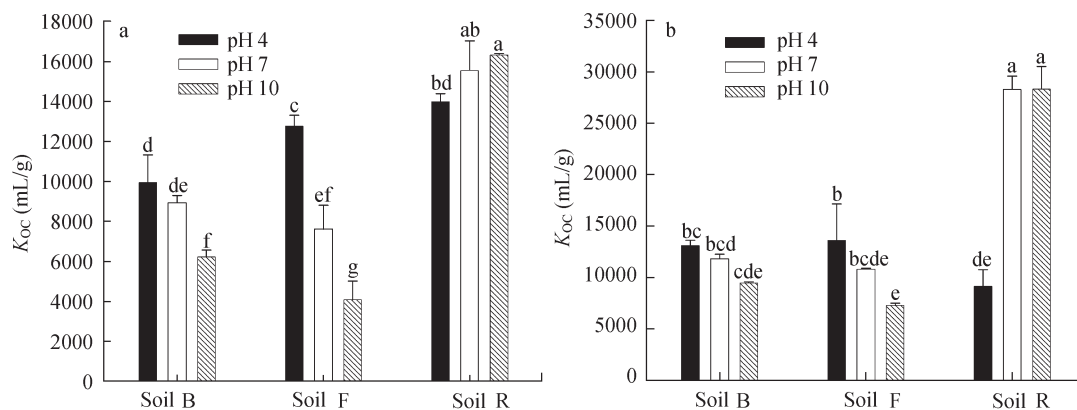 a
pH 4
pH 7
pH 10
18000
16000
14000
12000
10000
8000
6000
4000
2000
0
K_OC (mL/g)
d
de
f
c
ef
g
bd
ab
a
Soil B
Soil F
Soil R
b
pH 4
pH 7
pH 10
35000
30000
25000
20000
15000
10000
5000
0
K_OC (mL/g)
bc
bcd
cde
b
bcde
e
de
a
a
Soil B
Soil F
Soil R